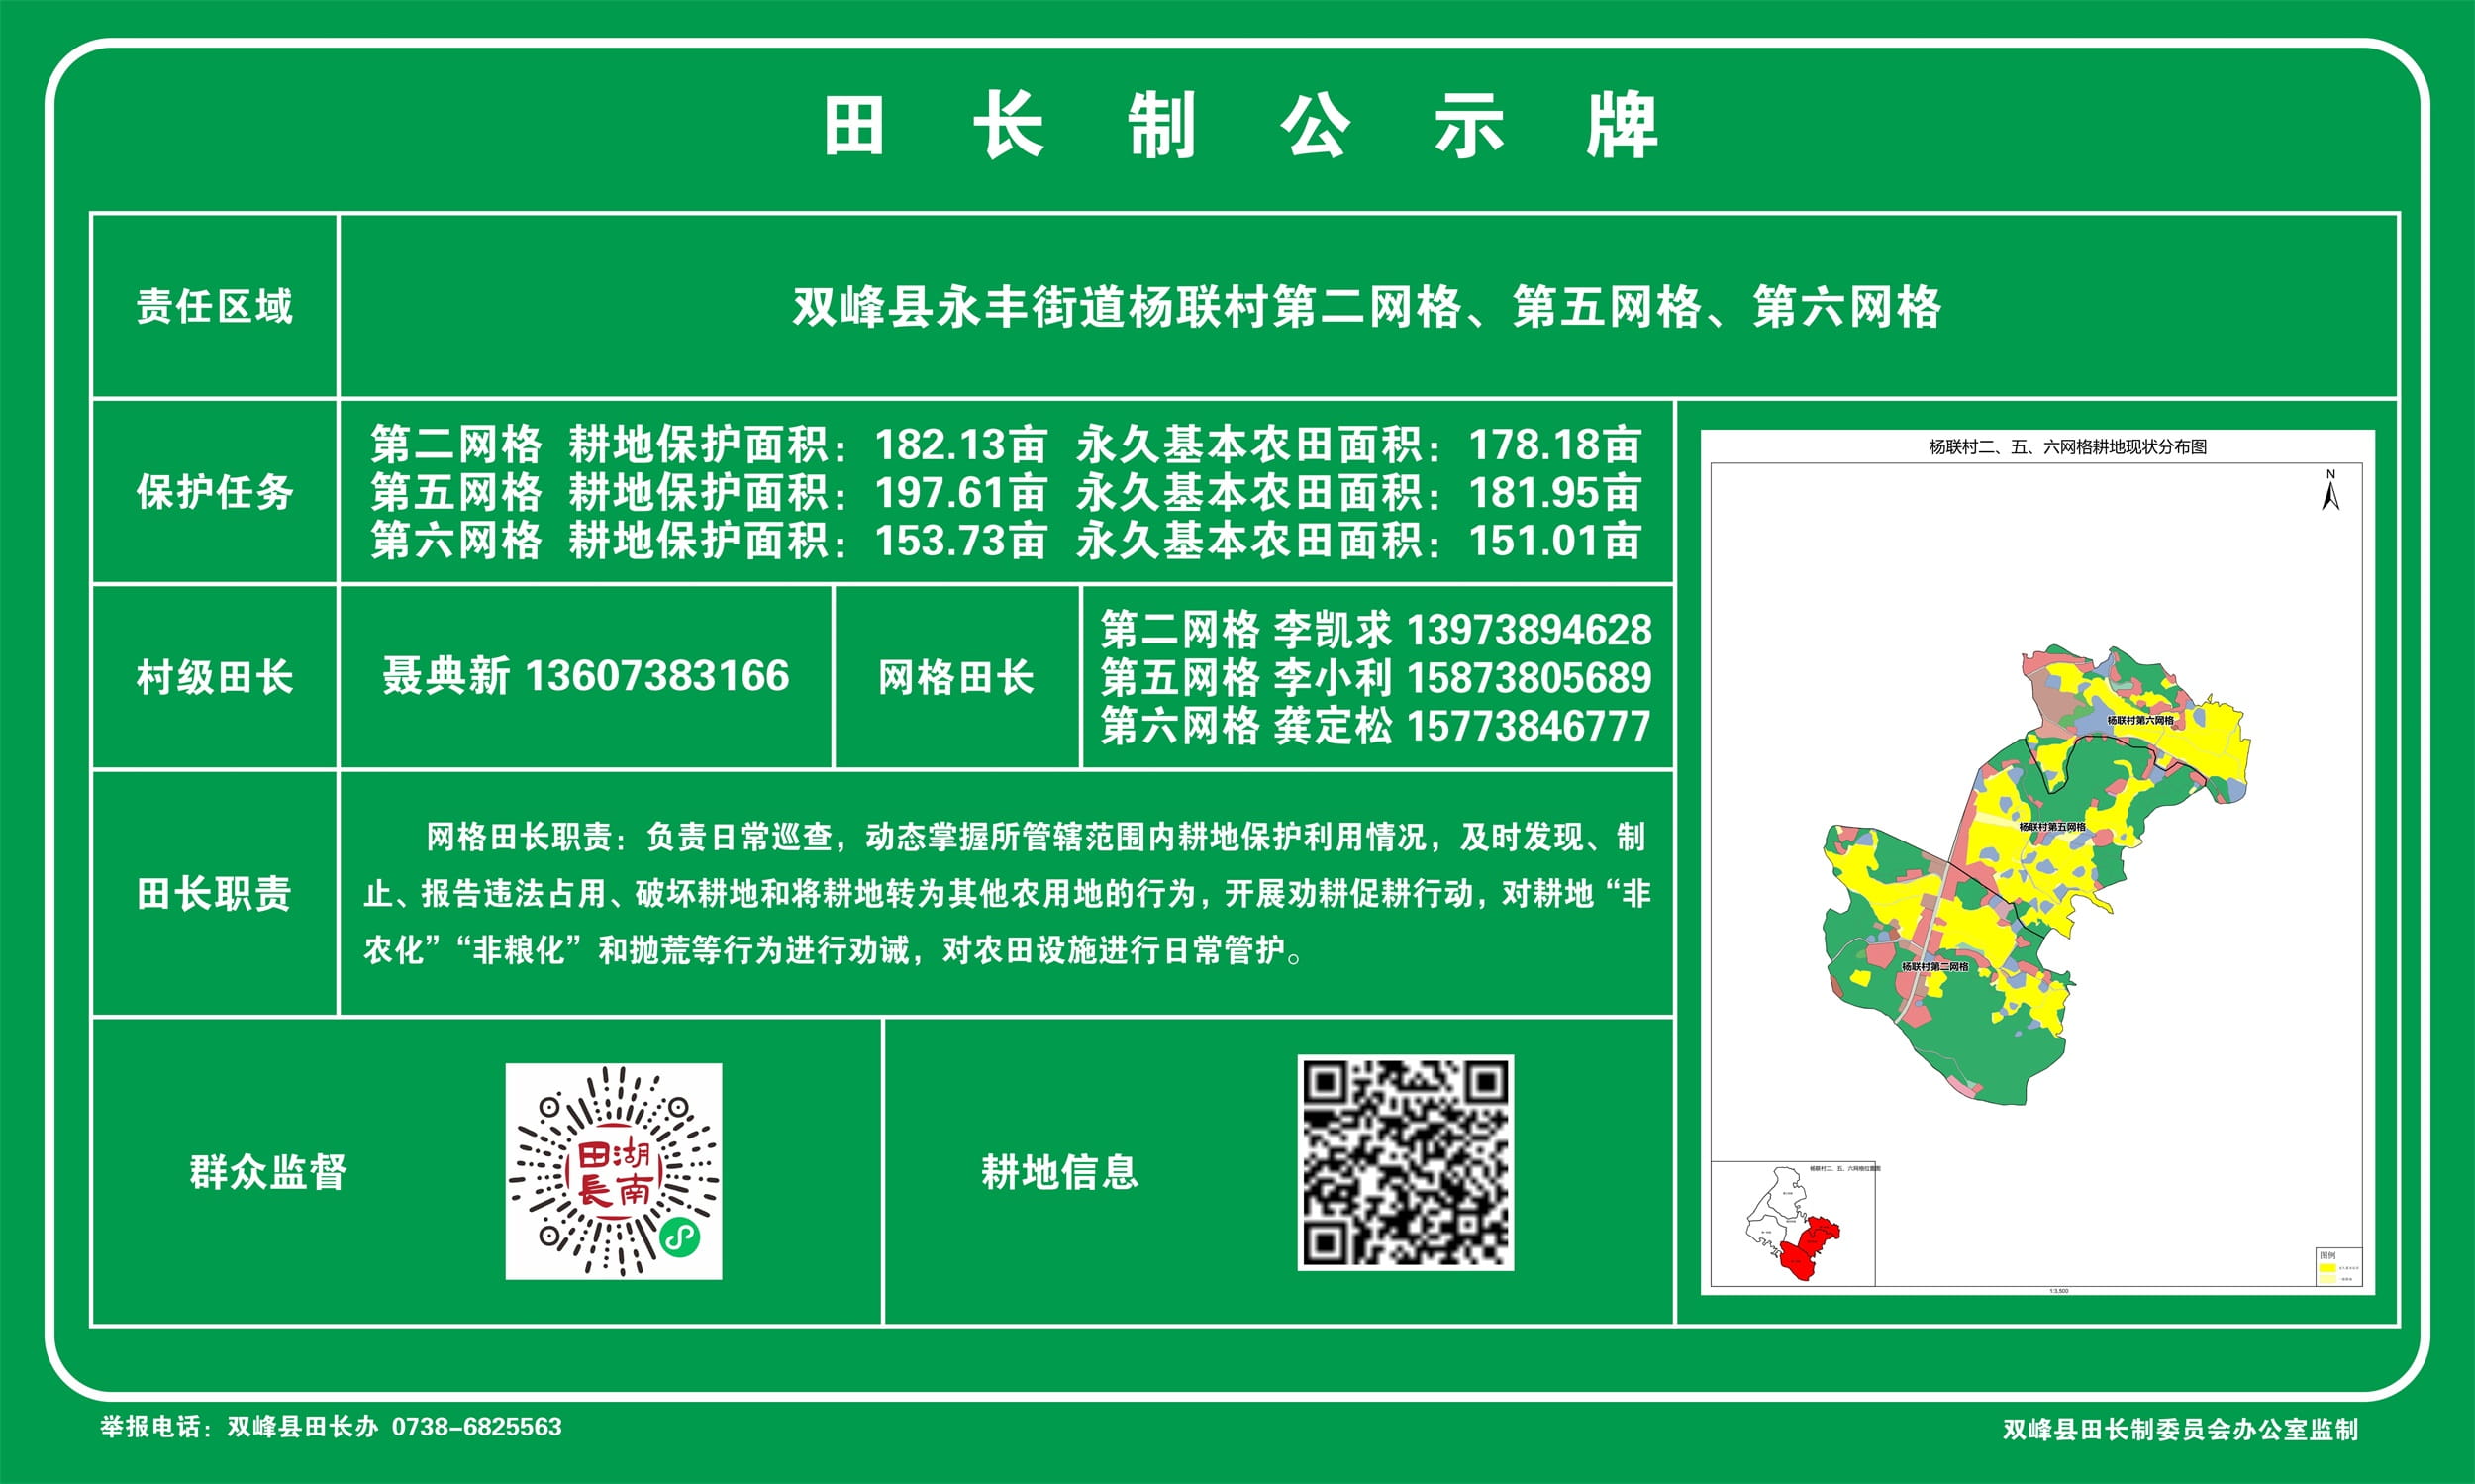 田长制公示牌
责任区域
双峰县永丰街道杨联村第二网格、第五网格、第六网格
保护任务
第二网格 耕地保护面积：182.13亩 永久基本农田面积：178.18亩
第五网格 耕地保护面积：197.61亩 永久基本农田面积：181.95亩
第六网格 耕地保护面积：153.73亩 永久基本农田面积：151.01亩
村级田长
聂典新 13607383166
网格田长
第二网格 李凯求 13973894628
第五网格 李小利 15873805689
第六网格 龚定松 15773846777
田长职责
网格田长职责：负责日常巡查，动态掌握所管辖范围内耕地保护利用情况，及时发现、制
止、报告违法占用、破坏耕地和将耕地转为其他农用地的行为，开展劝耕促耕行动，对耕地“非
农化”“非粮化”和抛荒等行为进行劝诫，对农田设施进行日常管护。
群众监督
湖南
田長
耕地信息
杨联村二、五、六网格耕地现状分布图
N
杨联村第六网格
杨联村第五网格
杨联村第二网格
杨联村二、五、六网格位置图
图例
1:3,500
举报电话：双峰县田长办 0738-6825563
双峰县田长制委员会办公室监制